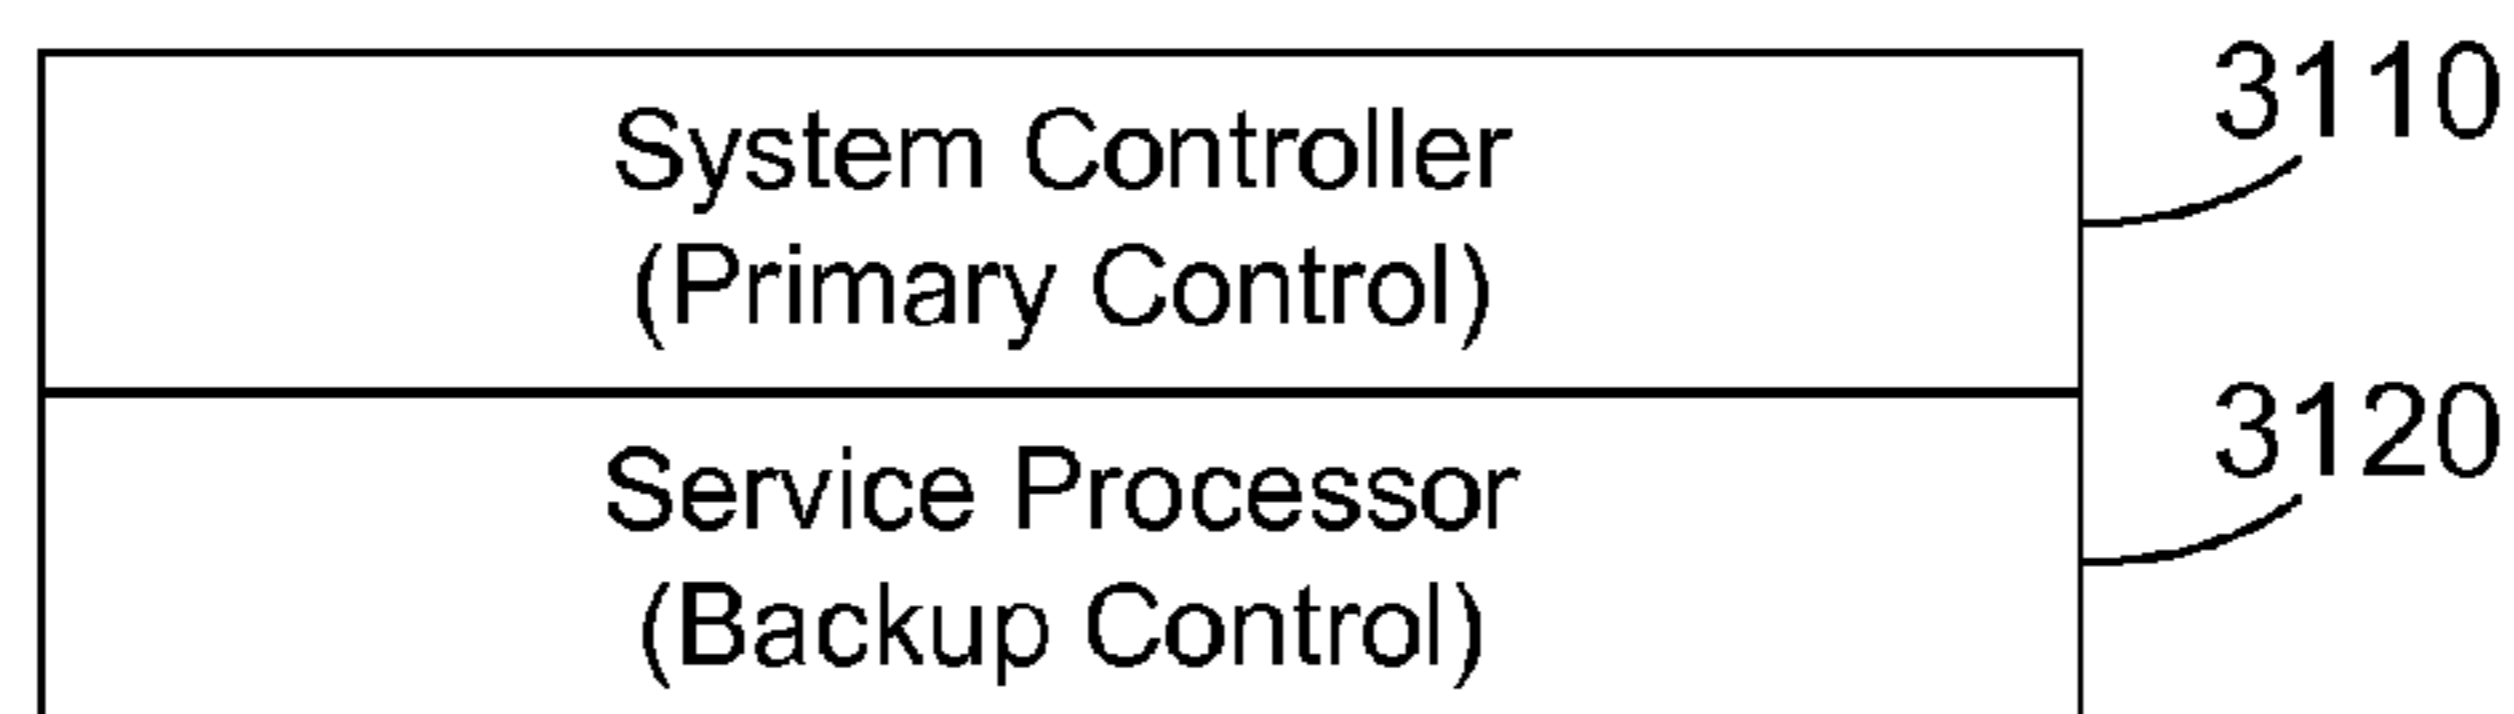 System Controller
(Primary Control)
3110
Service Processor
(Backup Control)
3120